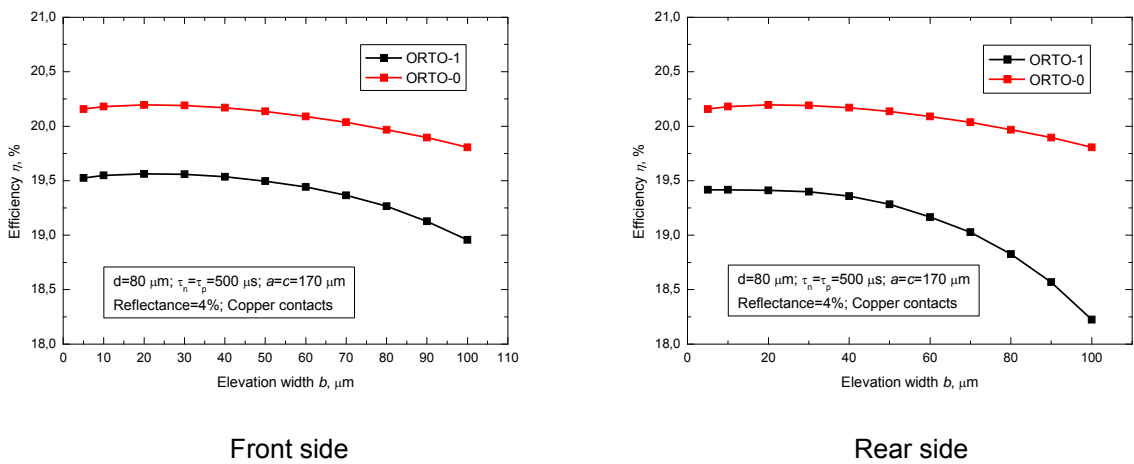 21,0
20,5
20,0
19,5
19,0
18,5
18,0
Efficiency η, %
ORTO-1
ORTO-0
d=80 μm; τn=τp=500 μs; a=c=170 μm
Reflectance=4%; Copper contacts
0 10 20 30 40 50 60 70 80 90 100 110
Elevation width b, μm
Front side
21,0
20,5
20,0
19,5
19,0
18,5
18,0
Efficiency η, %
ORTO-1
ORTO-0
d=80 μm; τn=τp=500 μs; a=c=170 μm
Reflectance=4%; Copper contacts
0 20 40 60 80 100
Elevation width b, μm
Rear side